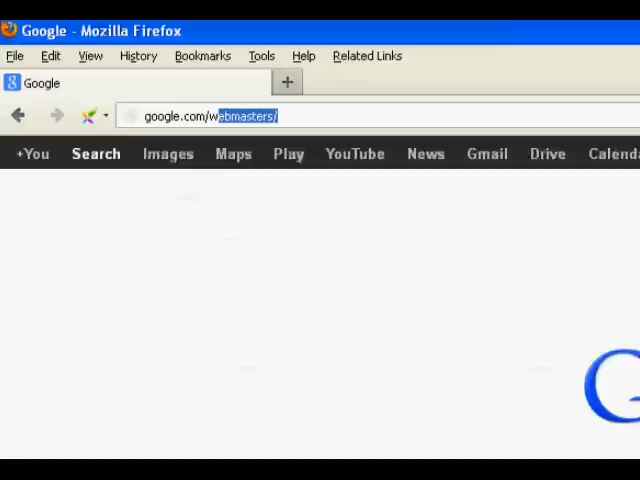 Google - Mozilla Firefox
File Edit View History Bookmarks Tools Help Related Links
Google
google.com/webmasters/
+You Search Images Maps Play YouTube News Gmail Drive